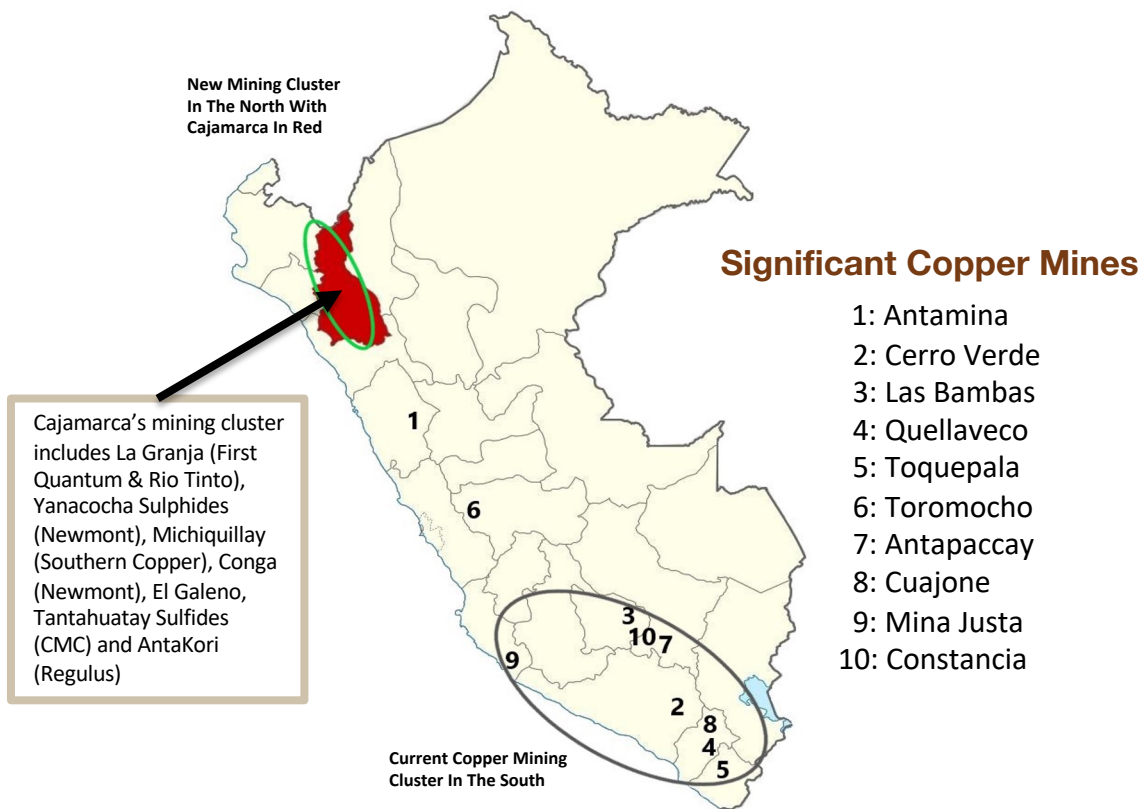 New Mining Cluster
In The North With
Cajamarca In Red
Significant Copper Mines
1: Antamina
2: Cerro Verde
3: Las Bambas
4: Quellaveco
5: Toquepala
6: Toromocho
7: Antapaccay
8: Cuajone
9: Mina Justa
10: Constancia
Cajamarca’s mining cluster
includes La Granja (First
Quantum & Rio Tinto),
Yanacocha Sulphides
(Newmont), Michiquillay
(Southern Copper), Conga
(Newmont), El Galeno,
Tantahuatay Sulfides
(CMC) and AntaKori
(Regulus)
1
6
3
10
7
9
2
8
4
5
Current Copper Mining
Cluster In The South